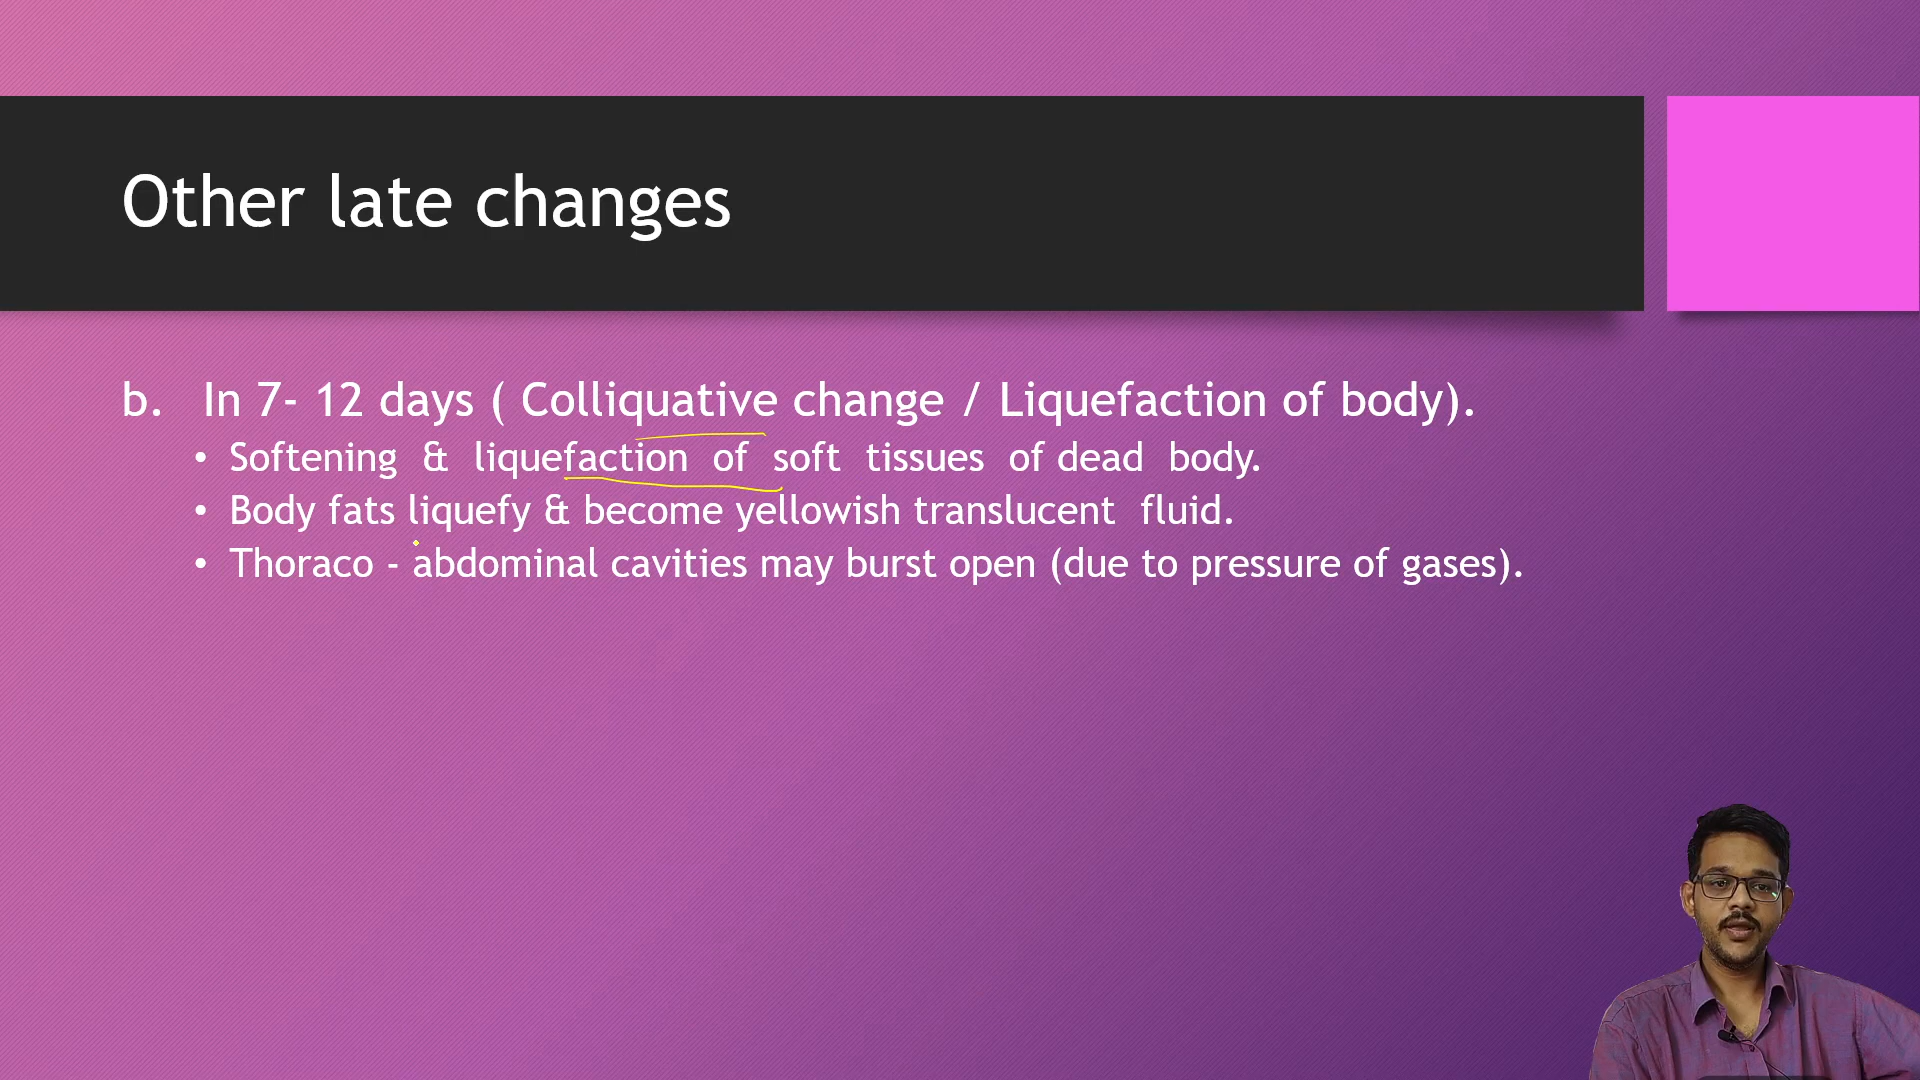 Other late changes
b. In 7- 12 days ( Colliquative change / Liquefaction of body).
• Softening & liquefaction of soft tissues of dead body.
• Body fats liquefy & become yellowish translucent fluid.
• Thoraco - abdominal cavities may burst open (due to pressure of gases).